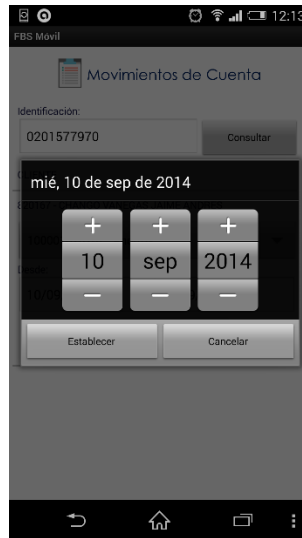 12:13
FBS Móvil
Movimientos de Cuenta
Identificación:
0201577970
Consultar
mié, 10 de sep de 2014
+ + +
10 sep 2014
− − −
Establecer
Cancelar